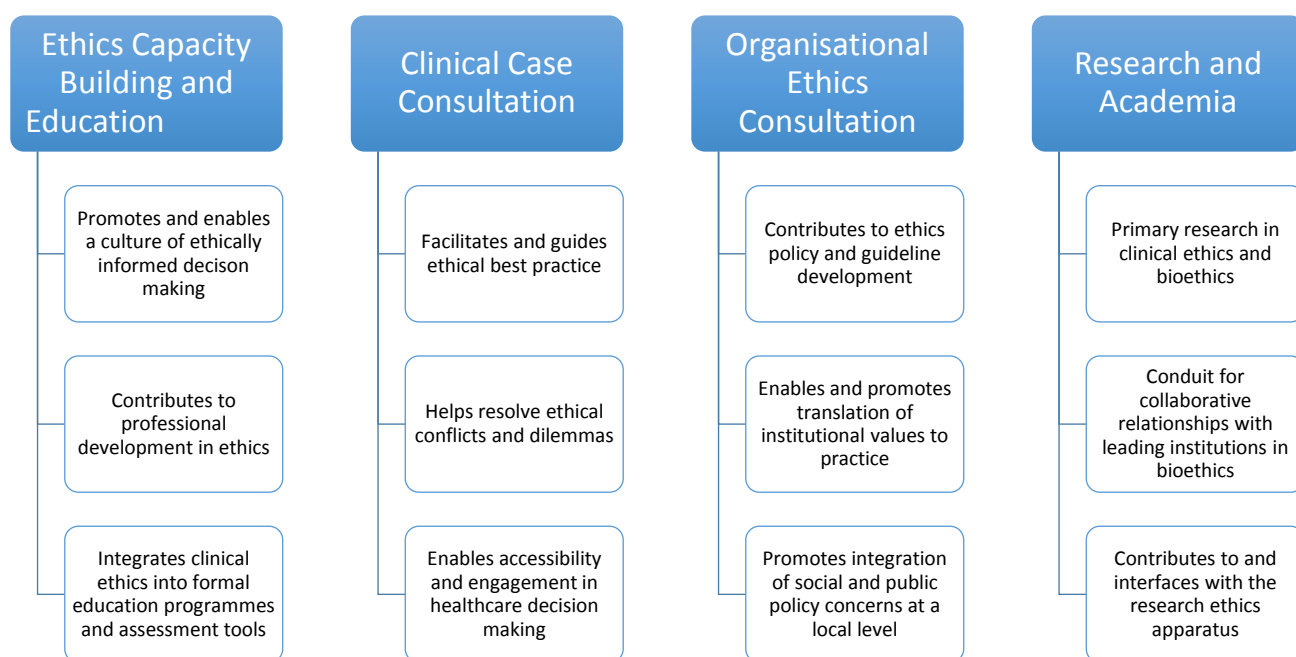 Ethics Capacity
Building and
Education
Promotes and enables
a culture of ethically
informed decison
making
Contributes to
professional
development in ethics
Integrates clinical
ethics into formal
education programmes
and assessment tools
Clinical Case
Consultation
Facilitates and guides
ethical best practice
Helps resolve ethical
conflicts and dilemmas
Enables accessibility
and engagement in
healthcare decision
making
Organisational
Ethics
Consultation
Contributes to ethics
policy and guideline
development
Enables and promotes
translation of
institutional values to
practice
Promotes integration
of social and public
policy concerns at a
local level
Research and
Academia
Primary research in
clinical ethics and
bioethics
Conduit for
collaborative
relationships with
leading institutions in
bioethics
Contributes to and
interfaces with the
research ethics
apparatus